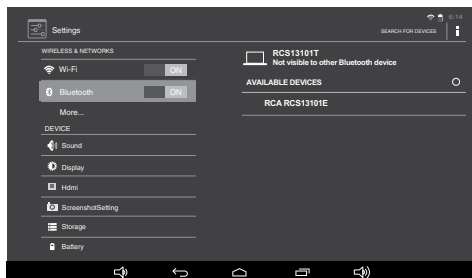 6:14
Settings
SEARCH FOR DEVICES
WIRELESS & NETWORKS
Wi-Fi
ON
Bluetooth
ON
More...
DEVICE
Sound
Display
Hdmi
ScreenshotSetting
Storage
Battery
RCS13101T
Not visible to other Bluetooth device
AVAILABLE DEVICES
RCA RCS13101E